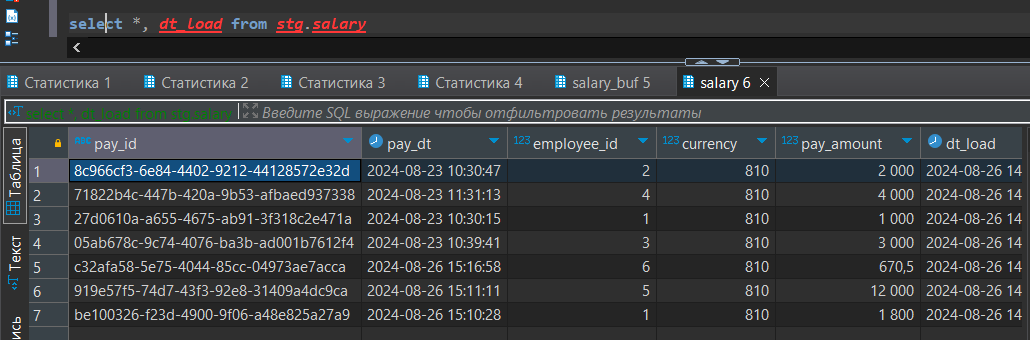 select *, dt_load from stg.salary
<
Статистика 1 Статистика 2 Статистика 3 Статистика 4 salary_buf 5 salary 6 ×
select *, dt_load from stg.salary Введите SQL выражение чтобы отфильтровать результаты
Таблица
Текст
ись
ABC pay_id pay_dt 123 employee_id 123 currency 123 pay_amount dt_load
1 8c966cf3-6e84-4402-9212-44128572e32d 2024-08-23 10:30:47 2 810 2 000 2024-08-26 14
2 71822b4c-447b-420a-9b53-afbaed937338 2024-08-23 11:31:13 4 810 4 000 2024-08-26 14
3 27d0610a-a655-4675-ab91-3f318c2e471a 2024-08-23 10:30:15 1 810 1 000 2024-08-26 14
4 05ab678c-9c74-4076-ba3b-ad001b7612f4 2024-08-23 10:39:41 3 810 3 000 2024-08-26 14
5 c32afa58-5e75-4044-85cc-04973ae7acca 2024-08-26 15:16:58 6 810 670,5 2024-08-26 14
6 919e57f5-74d7-43f3-92e8-31409a4dc9ca 2024-08-26 15:11:11 5 810 12 000 2024-08-26 14
7 be100326-f23d-4900-9f06-a48e825a27a9 2024-08-26 15:10:28 1 810 1 800 2024-08-26 14